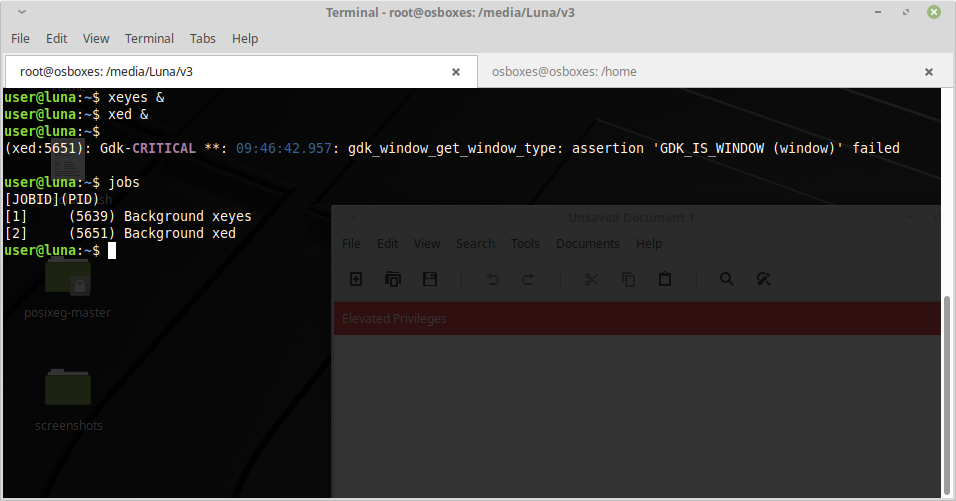 Terminal - root@osboxes: /media/Luna/v3
File Edit View Terminal Tabs Help
root@osboxes: /media/Luna/v3
osboxes@osboxes: /home
user@luna:~$ xeyes &
user@luna:~$ xed &
user@luna:~$
(xed:5651): Gdk-CRITICAL **: 09:46:42.957: gdk_window_get_window_type: assertion 'GDK_IS_WINDOW (window)' failed
user@luna:~$ jobs
[JOBID](PID)
[1] (5639) Background xeyes
[2] (5651) Background xed
user@luna:~$
Unsaved Document 1
File Edit View Search Tools Documents Help
Elevated Privileges
posixeg-master
screenshots